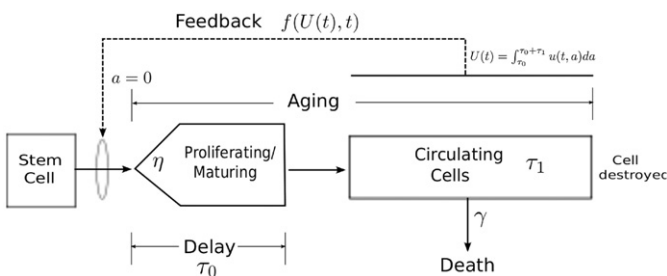 Feedback f(U(t), t)
U(t) = ∫_{τ₀}^{τ₀+τ₁} u(t, a)da
a = 0
Aging
Stem
Cell
η
Proliferating/
Maturing
Circulating
Cells
τ₁
Cell
destroyed
γ
Delay
τ₀
Death